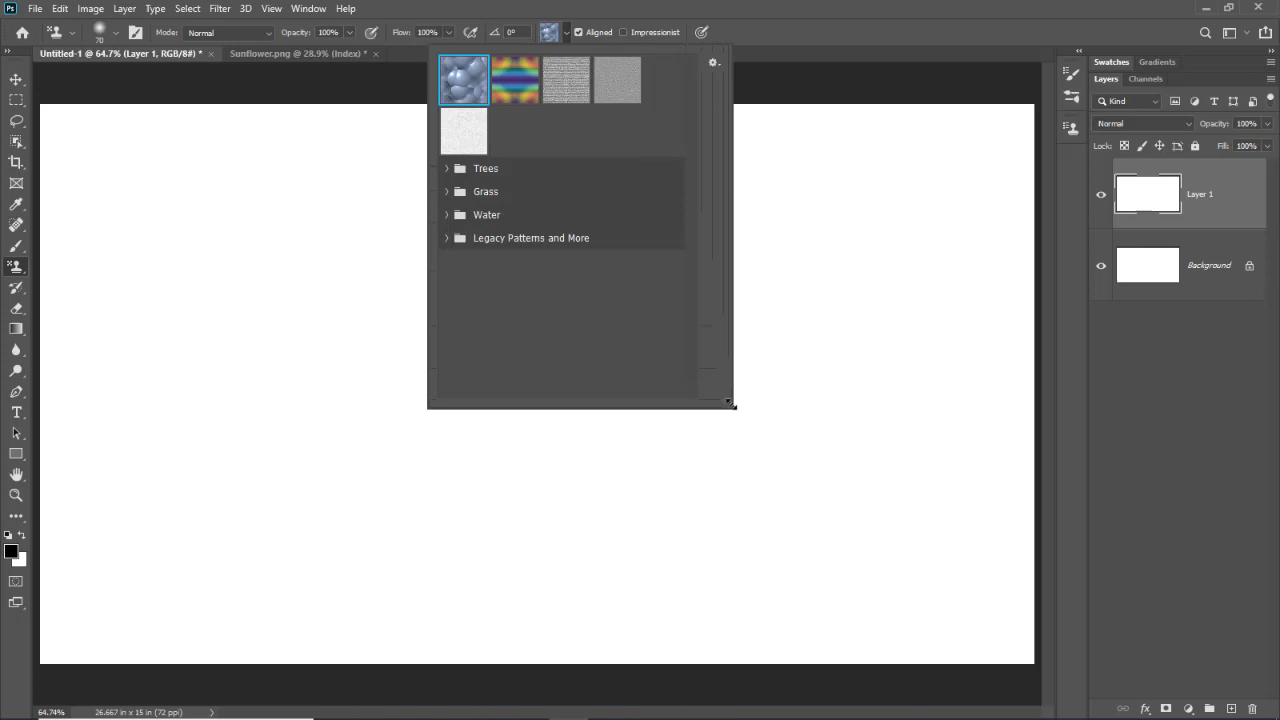 Ps File Edit Image Layer Type Select Filter 3D View Window Help
70 Mode: Normal Opacity: 100% Flow: 100% 0° Aligned Impressionist
Untitled-1 @ 64.7% (Layer 1, RGB/8#) * × Sunflower.png @ 28.9% (Index) * ×
Trees
Grass
Water
Legacy Patterns and More
Swatches Gradients
Layers Channels
Kind
Normal Opacity: 100%
Lock: Fill: 100%
Layer 1
Background
64.74% 26.667 in x 15 in (72 ppi)